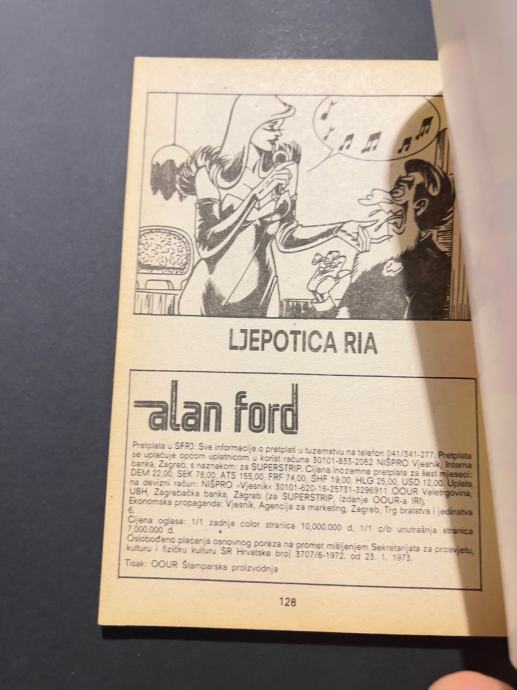 LJEPOTICA RIA
alan ford
Pretplata u SFRJ: Sve informacije o pretplati u tuzemstvu na telefon 041/341-277. Pretplata
se uplaćuje općom uplatnicom u korist računa 30101-833-2052 NIŠPRO Vjesnik, Interna
banka, Zagreb, s naznakom: za SUPERSTRIP. Cijena inozemne pretplate za šest mjeseci:
DEM 22,00, SEK 78,00, ATS 155,00, FRF 74,00, SHF 19,00, HLG 25,00, USD 12,00. Uplata
na devizni račun: NIŠPRO »Vjesnik« 30101-620-16-25731-3296911 OOUR Veletrgovina,
UBH, Zagrebačka banka, Zagreb (za SUPERSTRIP, izdanje OOUR-a IRI).
Ekonomska propaganda: Vjesnik, Agencija za marketing, Zagreb, Trg bratstva i jedinstva
6.
Cijena oglasa: 1/1 zadnja color stranica 10,000.000 d, 1/1 c/b unutrašnja stranica
7,000.000 d.
Oslobođeno plaćanja osnovnog poreza na promet mišljenjem Sekretarijata za prosvjetu,
kulturu i fizičku kulturu SR Hrvatske broj 3707/6-1972. od 23. 1. 1973.
Tisak: OOUR Štamparska proizvodnja
128